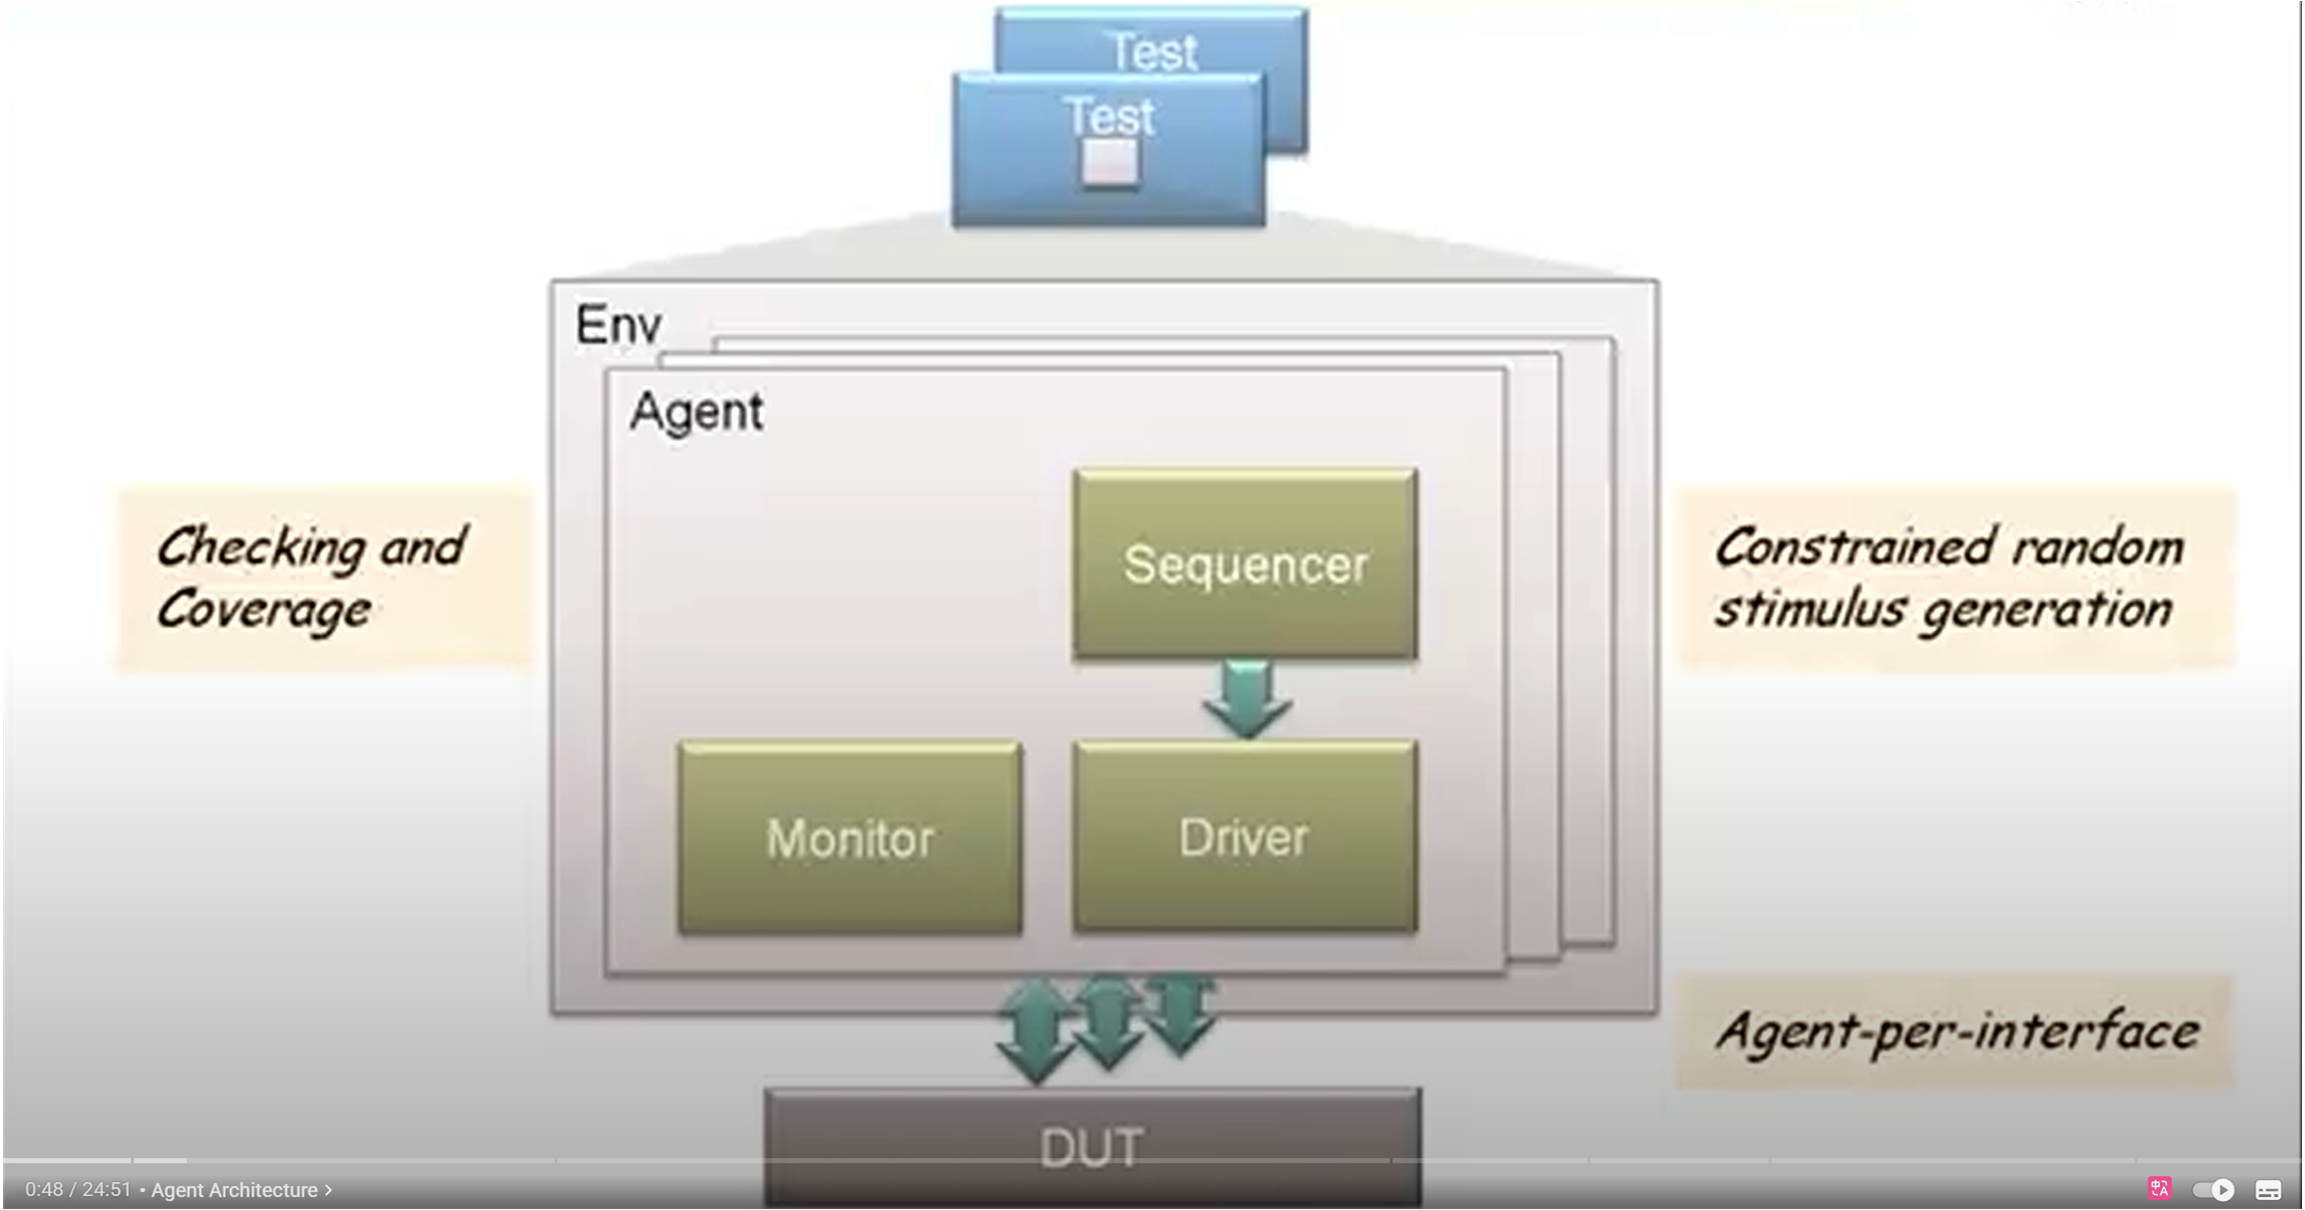 Test
Test
Env
Agent
Sequencer
Checking and
Coverage
Constrained random
stimulus generation
Monitor
Driver
Agent-per-interface
DUT
0:48 / 24:51 • Agent Architecture >